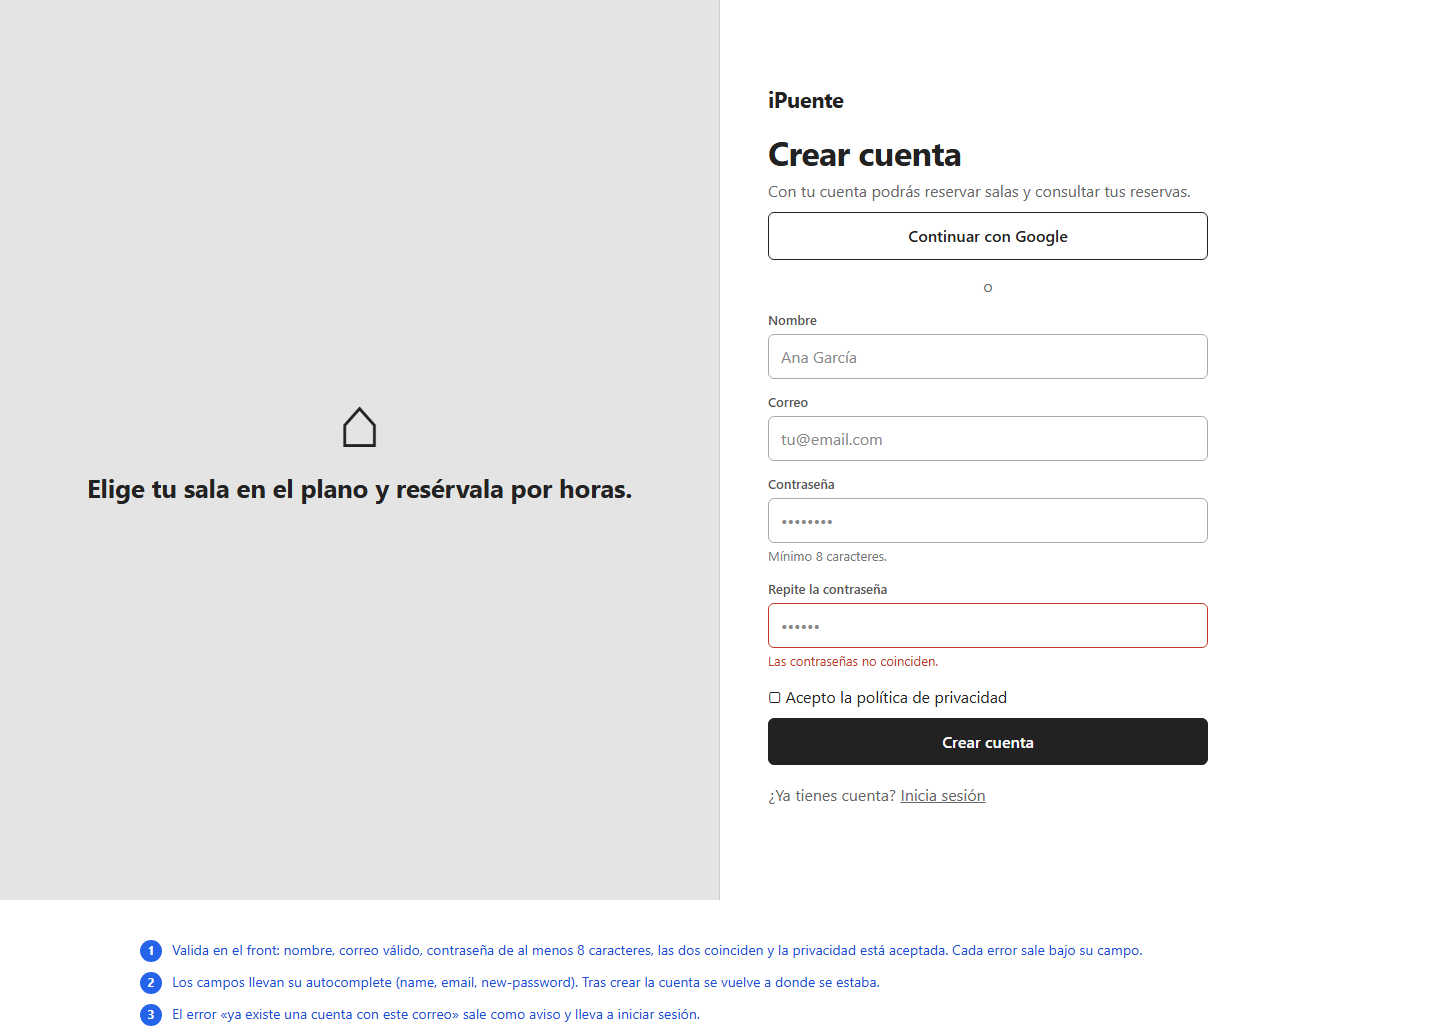 Elige tu sala en el plano y resérvala por horas.
iPuente
Crear cuenta
Con tu cuenta podrás reservar salas y consultar tus reservas.
Continuar con Google
o
Nombre
Ana García
Correo
tu@email.com
Contraseña
••••••••
Mínimo 8 caracteres.
Repite la contraseña
••••••
Las contraseñas no coinciden.
Acepto la política de privacidad
Crear cuenta
¿Ya tienes cuenta? Inicia sesión
1 Valida en el front: nombre, correo válido, contraseña de al menos 8 caracteres, las dos coinciden y la privacidad está aceptada. Cada error sale bajo su campo.
2 Los campos llevan su autocomplete (name, email, new-password). Tras crear la cuenta se vuelve a donde se estaba.
3 El error «ya existe una cuenta con este correo» sale como aviso y lleva a iniciar sesión.